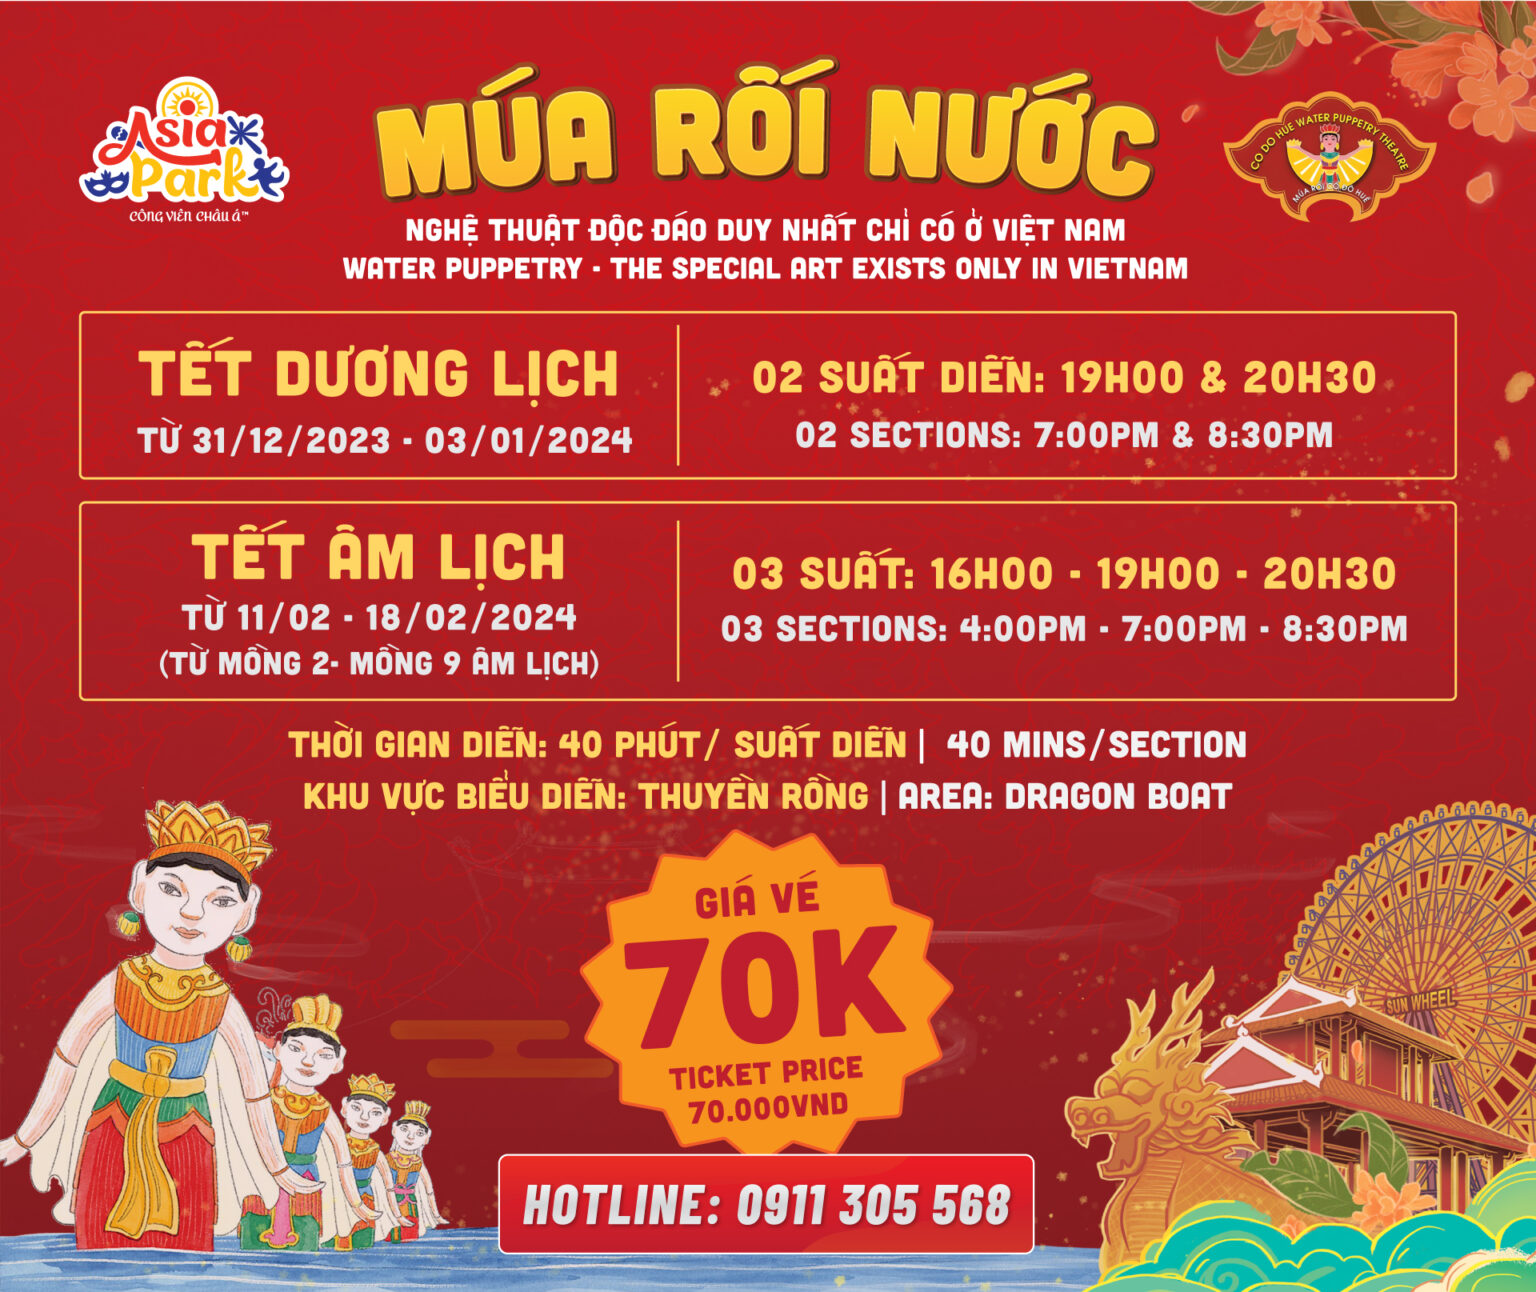 Asia
Park
CÔNG VIÊN CHÂU Á™
MÚA RỐI NƯỚC
CO DO HUE WATER PUPPETRY THEATRE
MÚA RỐI CỐ ĐÔ HUẾ
NGHỆ THUẬT ĐỘC ĐÁO DUY NHẤT CHỈ CÓ Ở VIỆT NAM
WATER PUPPETRY - THE SPECIAL ART EXISTS ONLY IN VIETNAM
TẾT DƯƠNG LỊCH
TỪ 31/12/2023 - 03/01/2024
02 SUẤT DIỄN: 19H00 & 20H30
02 SECTIONS: 7:00PM & 8:30PM
TẾT ÂM LỊCH
TỪ 11/02 - 18/02/2024
(TỪ MỒNG 2- MỒNG 9 ÂM LỊCH)
03 SUẤT: 16H00 - 19H00 - 20H30
03 SECTIONS: 4:00PM - 7:00PM - 8:30PM
THỜI GIAN DIỄN: 40 PHÚT/ SUẤT DIỄN | 40 MINS/SECTION
KHU VỰC BIỂU DIỄN: THUYỀN RỒNG | AREA: DRAGON BOAT
GIÁ VÉ
70K
TICKET PRICE
70.000VND
SUN WHEEL
HOTLINE: 0911 305 568